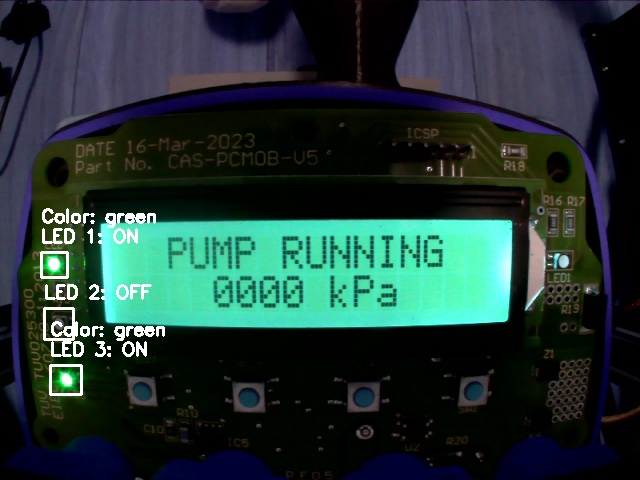 ICSP
DATE 16-Mar-2023
Part No. CAS-PCMOB-V5
R18
R16 R17
Color: green
LED 1: ON
PUMP RUNNING
0000 kPa
LED1
LED 2: OFF
R19
Color: green
LED 3: ON
Z1
R10
C10
IC5
R20